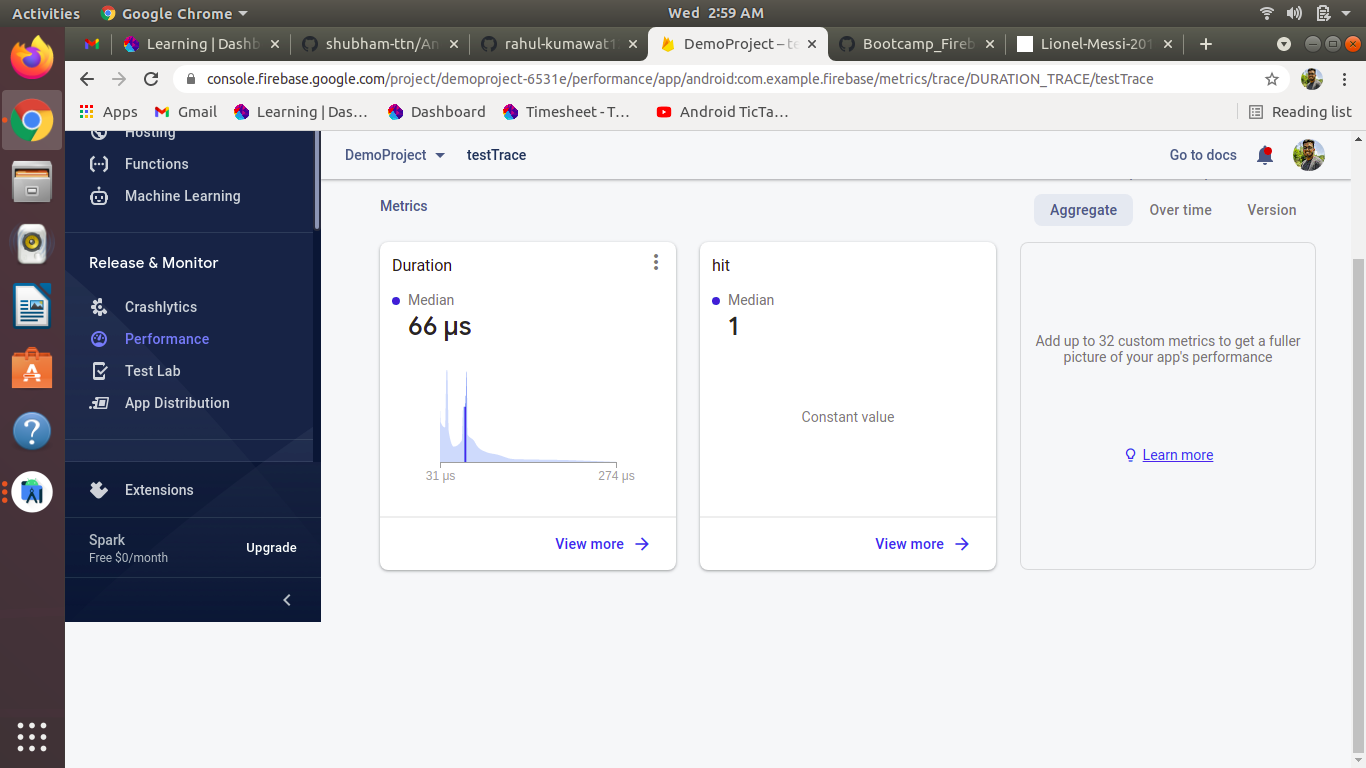 Activities
Google Chrome
Wed 2:59 AM
Learning | Dashb
shubham-ttn/An
rahul-kumawat1
DemoProject – te
Bootcamp_Fireb
Lionel-Messi-201
console.firebase.google.com/project/demoproject-6531e/performance/app/android:com.example.firebase/metrics/trace/DURATION_TRACE/testTrace
Apps
Gmail
Learning | Das…
Dashboard
Timesheet - T…
Android TicTa…
Reading list
Hosting
Functions
Machine Learning
Release & Monitor
Crashlytics
Performance
Test Lab
App Distribution
Extensions
Spark
Free $0/month
Upgrade
DemoProject
testTrace
Go to docs
Metrics
Aggregate
Over time
Version
Duration
Median
66 µs
31 µs
274 µs
View more
hit
Median
1
Constant value
View more
Add up to 32 custom metrics to get a fuller
picture of your app's performance
Learn more